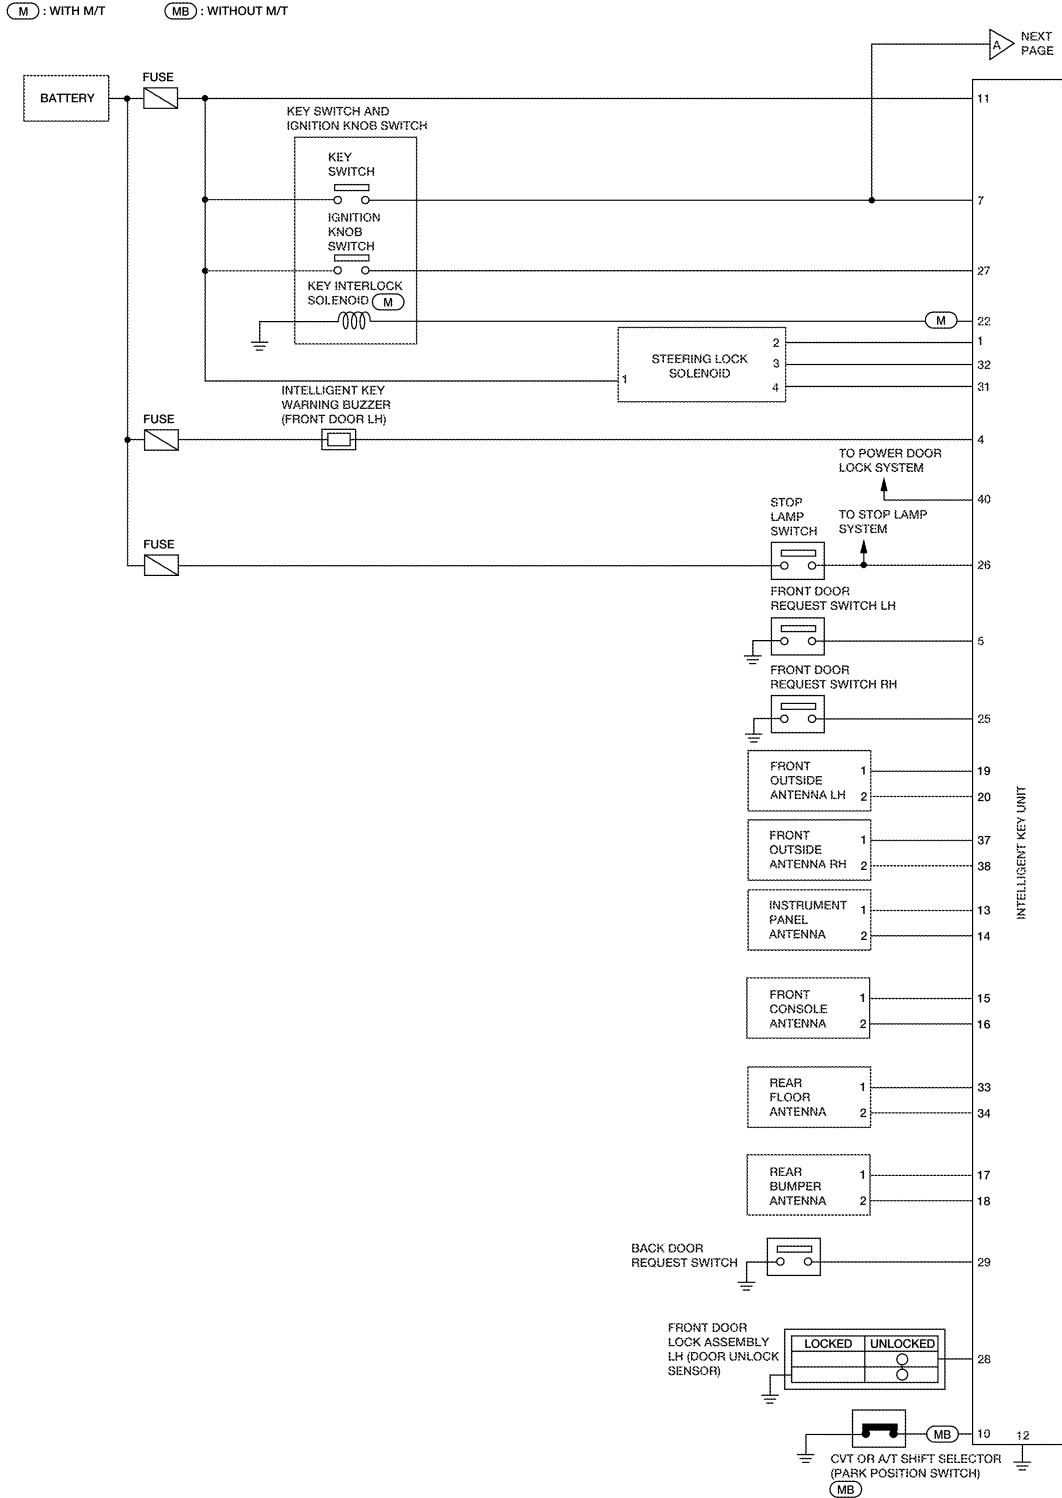 M : WITH M/T
MB : WITHOUT M/T
A
NEXT
PAGE
FUSE
BATTERY
11
KEY SWITCH AND
IGNITION KNOB SWITCH
KEY
SWITCH
7
IGNITION
KNOB
SWITCH
27
KEY INTERLOCK
SOLENOID M
M
22
2
1
STEERING LOCK
SOLENOID
3
32
1
4
31
INTELLIGENT KEY
WARNING BUZZER
(FRONT DOOR LH)
FUSE
4
TO POWER DOOR
LOCK SYSTEM
40
STOP
LAMP
SWITCH
TO STOP LAMP
SYSTEM
FUSE
26
FRONT DOOR
REQUEST SWITCH LH
5
FRONT DOOR
REQUEST SWITCH RH
25
FRONT
OUTSIDE
ANTENNA LH
1
19
2
20
FRONT
OUTSIDE
ANTENNA RH
1
37
2
38
INTELLIGENT KEY UNIT
INSTRUMENT
PANEL
ANTENNA
1
13
2
14
FRONT
CONSOLE
ANTENNA
1
15
2
16
REAR
FLOOR
ANTENNA
1
33
2
34
REAR
BUMPER
ANTENNA
1
17
2
18
BACK DOOR
REQUEST SWITCH
29
FRONT DOOR
LOCK ASSEMBLY
LH (DOOR UNLOCK
SENSOR)
LOCKED
UNLOCKED
28
MB
10
12
CVT OR A/T SHIFT SELECTOR
(PARK POSITION SWITCH)
MB